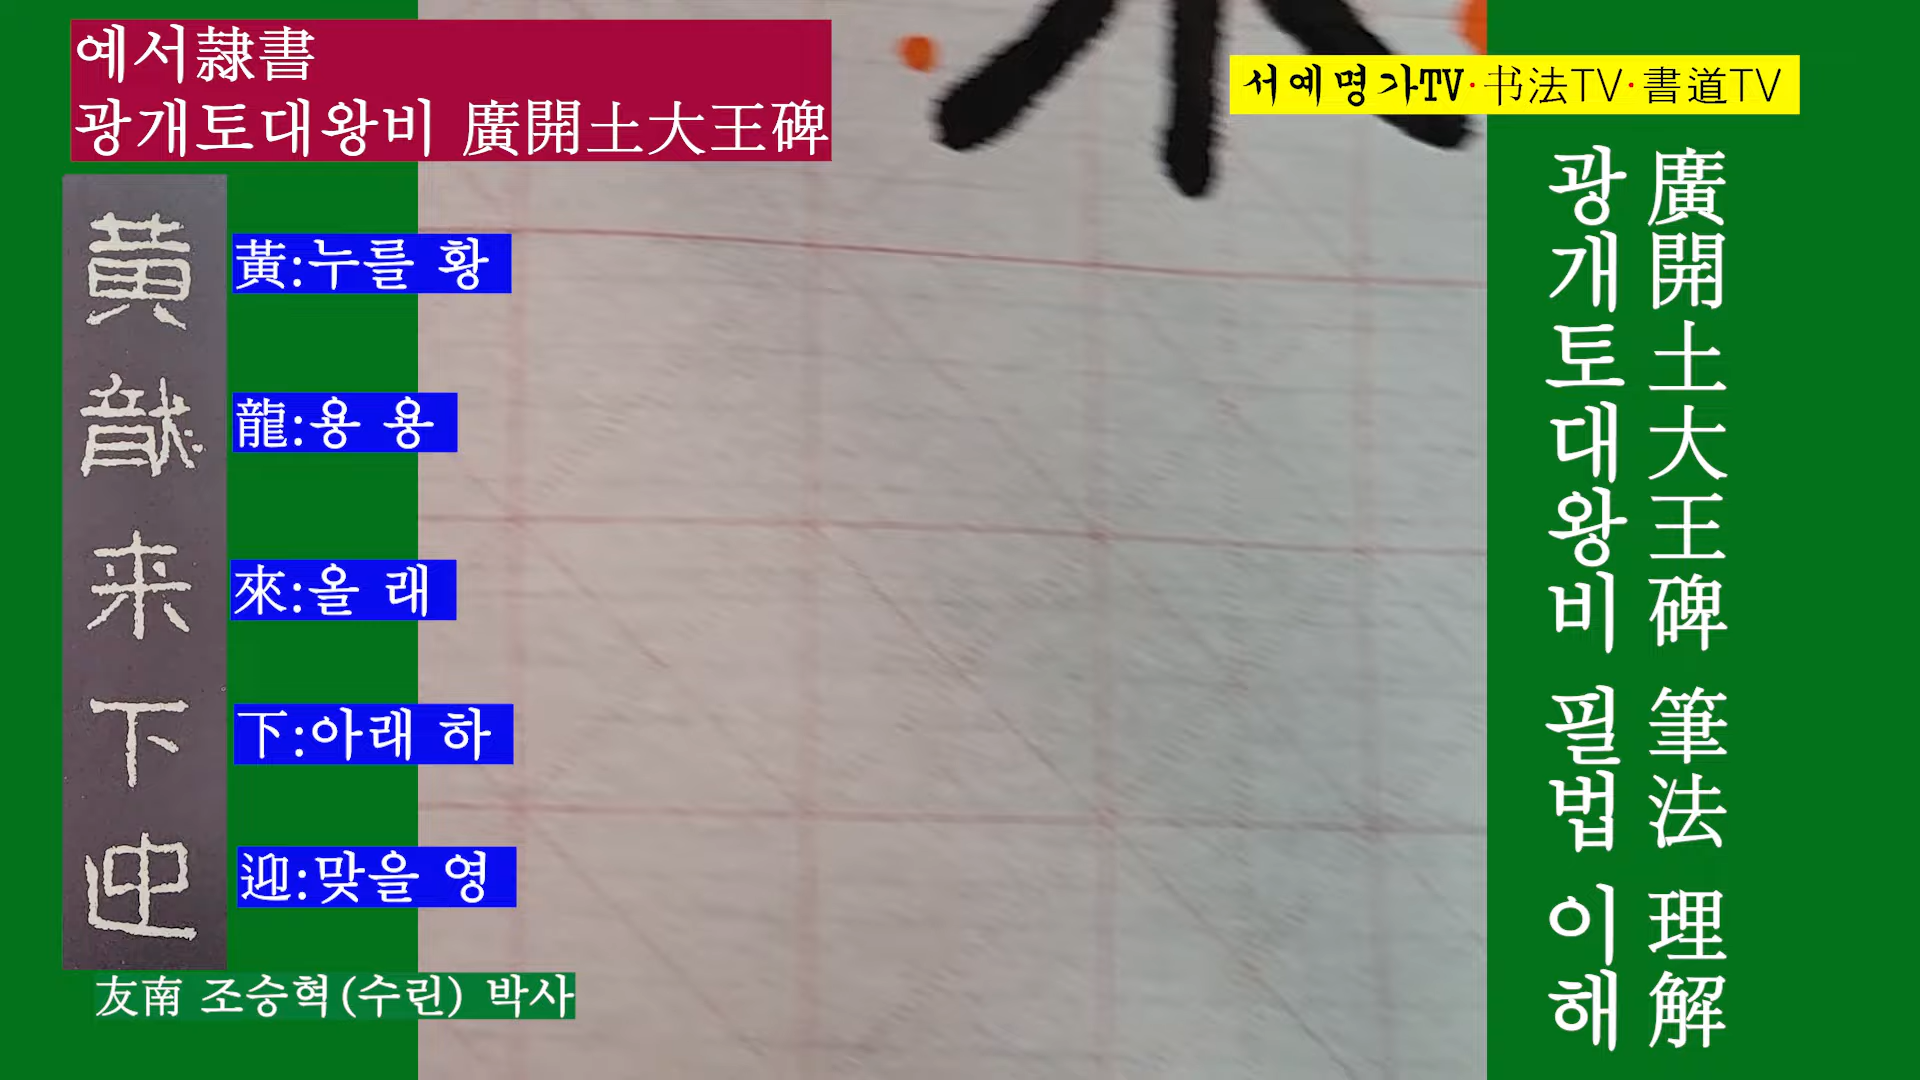 예서隸書
광개토대왕비 廣開土大王碑
서예명가TV·书法TV·書道TV
黃
龍
来
下
迎
黃:누를 황
龍:용 용
來:올 래
下:아래 하
迎:맞을 영
友南 조승혁(수린) 박사
廣開土大王碑 筆法 理解
광개토대왕비 필법 이해